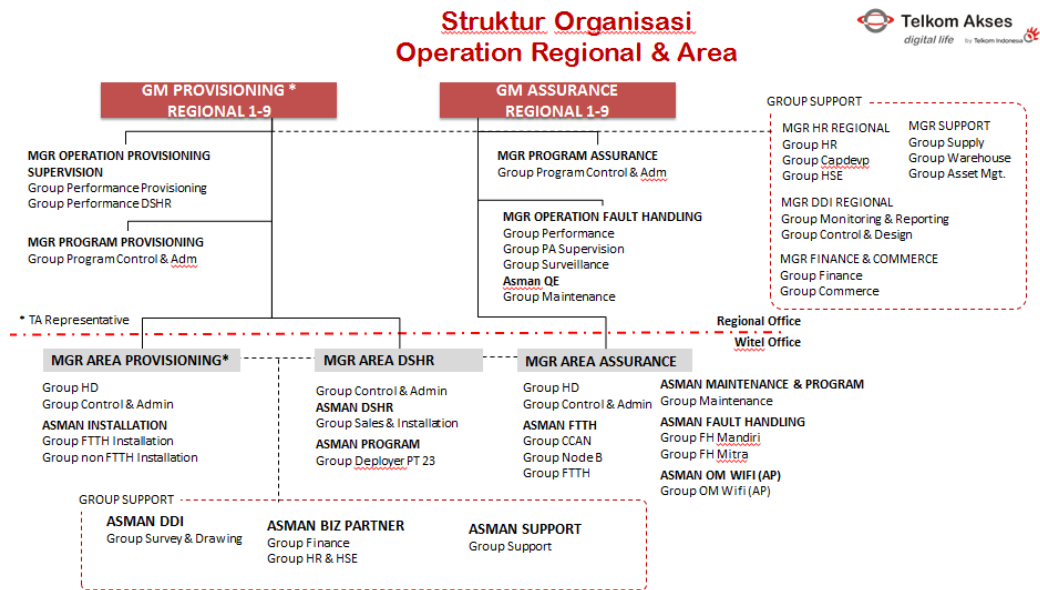 Struktur Organisasi
Operation Regional & Area
Telkom Akses
digital life by Telkom Indonesia
GM PROVISIONING *
REGIONAL 1-9
GM ASSURANCE
REGIONAL 1-9
GROUP SUPPORT
MGR HR REGIONAL
Group HR
Group Capdevp
Group HSE
MGR SUPPORT
Group Supply
Group Warehouse
Group Asset Mgt.
MGR DDI REGIONAL
Group Monitoring & Reporting
Group Control & Design
MGR FINANCE & COMMERCE
Group Finance
Group Commerce
MGR OPERATION PROVISIONING
SUPERVISION
Group Performance Provisioning
Group Performance DSHR
MGR PROGRAM PROVISIONING
Group Program Control & Adm
MGR PROGRAM ASSURANCE
Group Program Control & Adm
MGR OPERATION FAULT HANDLING
Group Performance
Group PA Supervision
Group Surveillance
Asman QE
Group Maintenance
* TA Representative
Regional Office
Witel Office
MGR AREA PROVISIONING*
Group HD
Group Control & Admin
ASMAN INSTALLATION
Group FTTH Installation
Group non FTTH Installation
MGR AREA DSHR
Group Control & Admin
ASMAN DSHR
Group Sales & Installation
ASMAN PROGRAM
Group Deployer PT 23
MGR AREA ASSURANCE
Group HD
Group Control & Admin
ASMAN FTTH
Group CCAN
Group Node B
Group FTTH
ASMAN MAINTENANCE & PROGRAM
Group Maintenance
ASMAN FAULT HANDLING
Group FH Mandiri
Group FH Mitra
ASMAN OM WIFI (AP)
Group OM Wifi (AP)
GROUP SUPPORT
ASMAN DDI
Group Survey & Drawing
ASMAN BIZ PARTNER
Group Finance
Group HR & HSE
ASMAN SUPPORT
Group Support